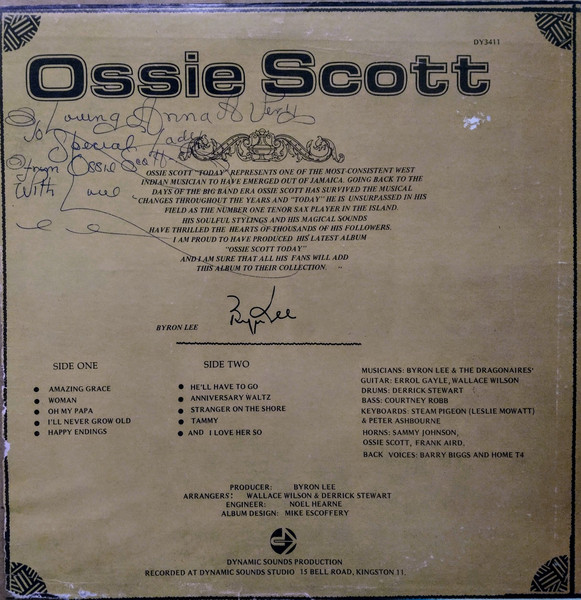 DY3411
Ossie Scott
To Loving Anna A Very
Special Lady
From Ossie Scott
With Love
OSSIE SCOTT "TODAY" REPRESENTS ONE OF THE MOST CONSISTENT WEST
INDIAN MUSICIAN TO HAVE EMERGED OUT OF JAMAICA. GOING BACK TO THE
DAYS OF THE BIG BAND ERA OSSIE SCOTT HAS SURVIVED THE MUSICAL
CHANGES THROUGHOUT THE YEARS AND "TODAY" HE IS UNSURPASSED IN HIS
FIELD AS THE NUMBER ONE TENOR SAX PLAYER IN THE ISLAND.
HIS SOULFUL STYLINGS AND HIS MAGICAL SOUNDS
HAVE THRILLED THE HEARTS OF THOUSANDS OF HIS FOLLOWERS.
I AM PROUD TO HAVE PRODUCED HIS LATEST ALBUM
"OSSIE SCOTT TODAY"
AND I AM SURE THAT ALL HIS FANS WILL ADD
THIS ALBUM TO THEIR COLLECTION.
Byron Lee
BYRON LEE
SIDE ONE
AMAZING GRACE
WOMAN
OH MY PAPA
I'LL NEVER GROW OLD
HAPPY ENDINGS
SIDE TWO
HE'LL HAVE TO GO
ANNIVERSARY WALTZ
STRANGER ON THE SHORE
TAMMY
AND I LOVE HER SO
MUSICIANS: BYRON LEE & THE DRAGONAIRES'
GUITAR: ERROL GAYLE, WALLACE WILSON
DRUMS: DERRICK STEWART
BASS: COURTNEY ROBB
KEYBOARDS: STEAM PIGEON (LESLIE MOWATT)
& PETER ASHBOURNE
HORNS: SAMMY JOHNSON,
OSSIE SCOTT, FRANK AIRD.
BACK VOICES: BARRY BIGGS AND HOME T4
PRODUCER: BYRON LEE
ARRANGERS: WALLACE WILSON & DERRICK STEWART
ENGINEER: NOEL HEARNE
ALBUM DESIGN: MIKE ESCOFFERY
DYNAMIC SOUNDS PRODUCTION
RECORDED AT DYNAMIC SOUNDS STUDIO 15 BELL ROAD, KINGSTON 11.